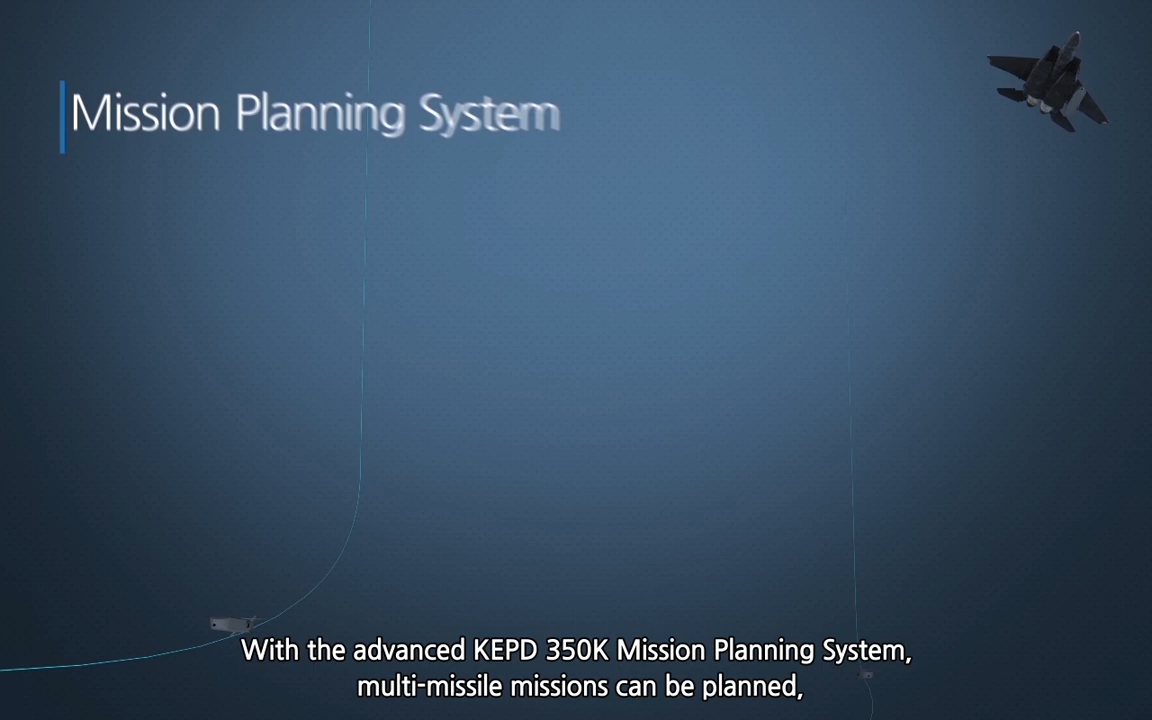 Mission Planning System
With the advanced KEPD 350K Mission Planning System,
multi-missile missions can be planned,